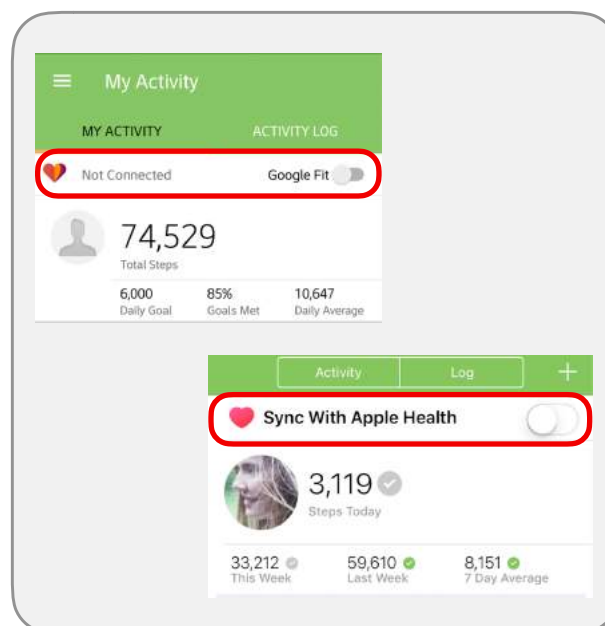 My Activity
MY ACTIVITY ACTIVITY LOG
Not Connected Google Fit
74,529
Total Steps
6,000 85% 10,647
Daily Goal Goals Met Daily Average
Activity Log +
Sync With Apple Health
3,119
Steps Today
33,212 59,610 8,151
This Week Last Week 7 Day Average